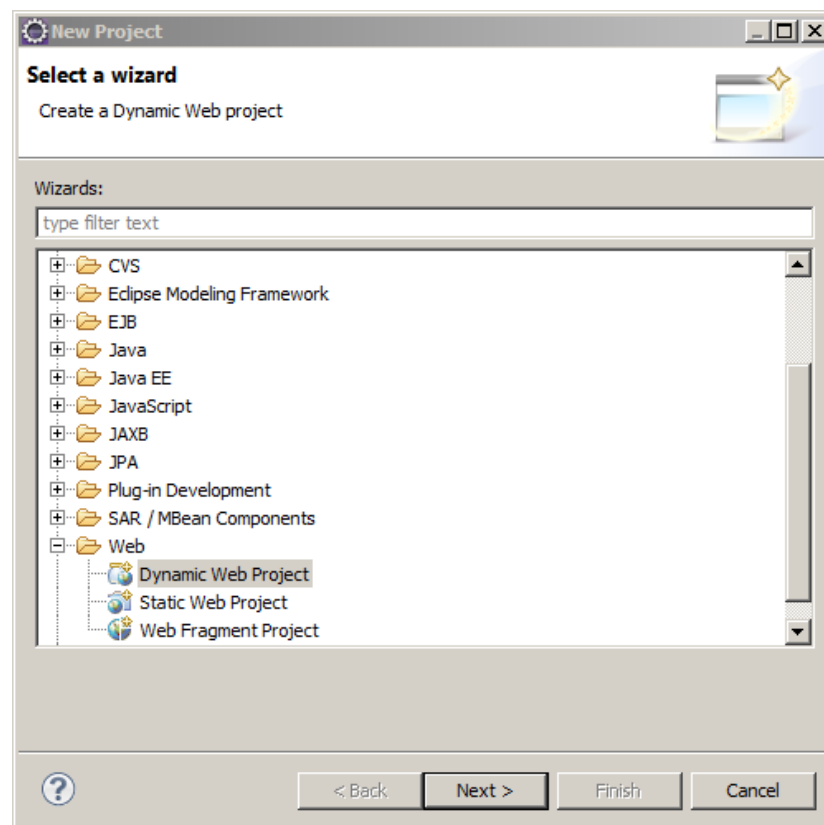 New Project
Select a wizard
Create a Dynamic Web project
Wizards:
type filter text
CVS
Eclipse Modeling Framework
EJB
Java
Java EE
JavaScript
JAXB
JPA
Plug-in Development
SAR / MBean Components
Web
Dynamic Web Project
Static Web Project
Web Fragment Project
? < Back Next > Finish Cancel